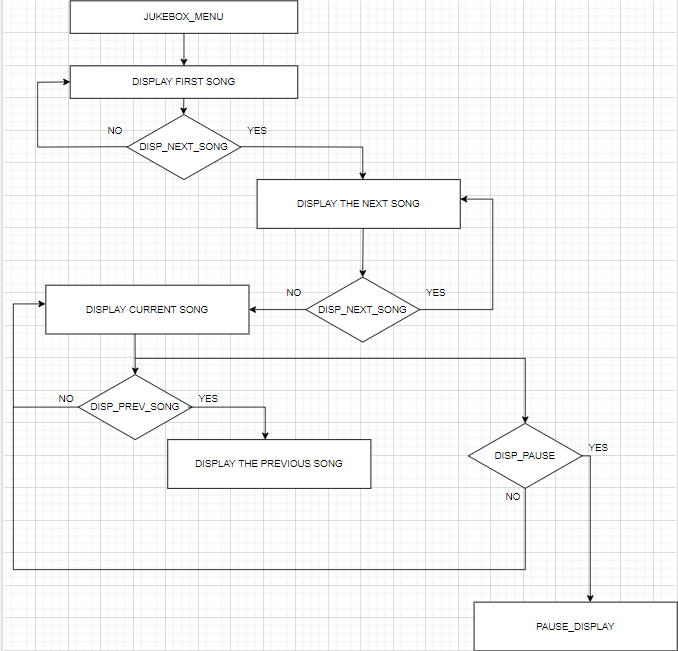 JUKEBOX_MENU
DISPLAY FIRST SONG
NO
YES
DISP_NEXT_SONG
DISPLAY THE NEXT SONG
NO
YES
DISPLAY CURRENT SONG
DISP_NEXT_SONG
NO
YES
DISP_PREV_SONG
YES
DISP_PAUSE
DISPLAY THE PREVIOUS SONG
NO
PAUSE_DISPLAY